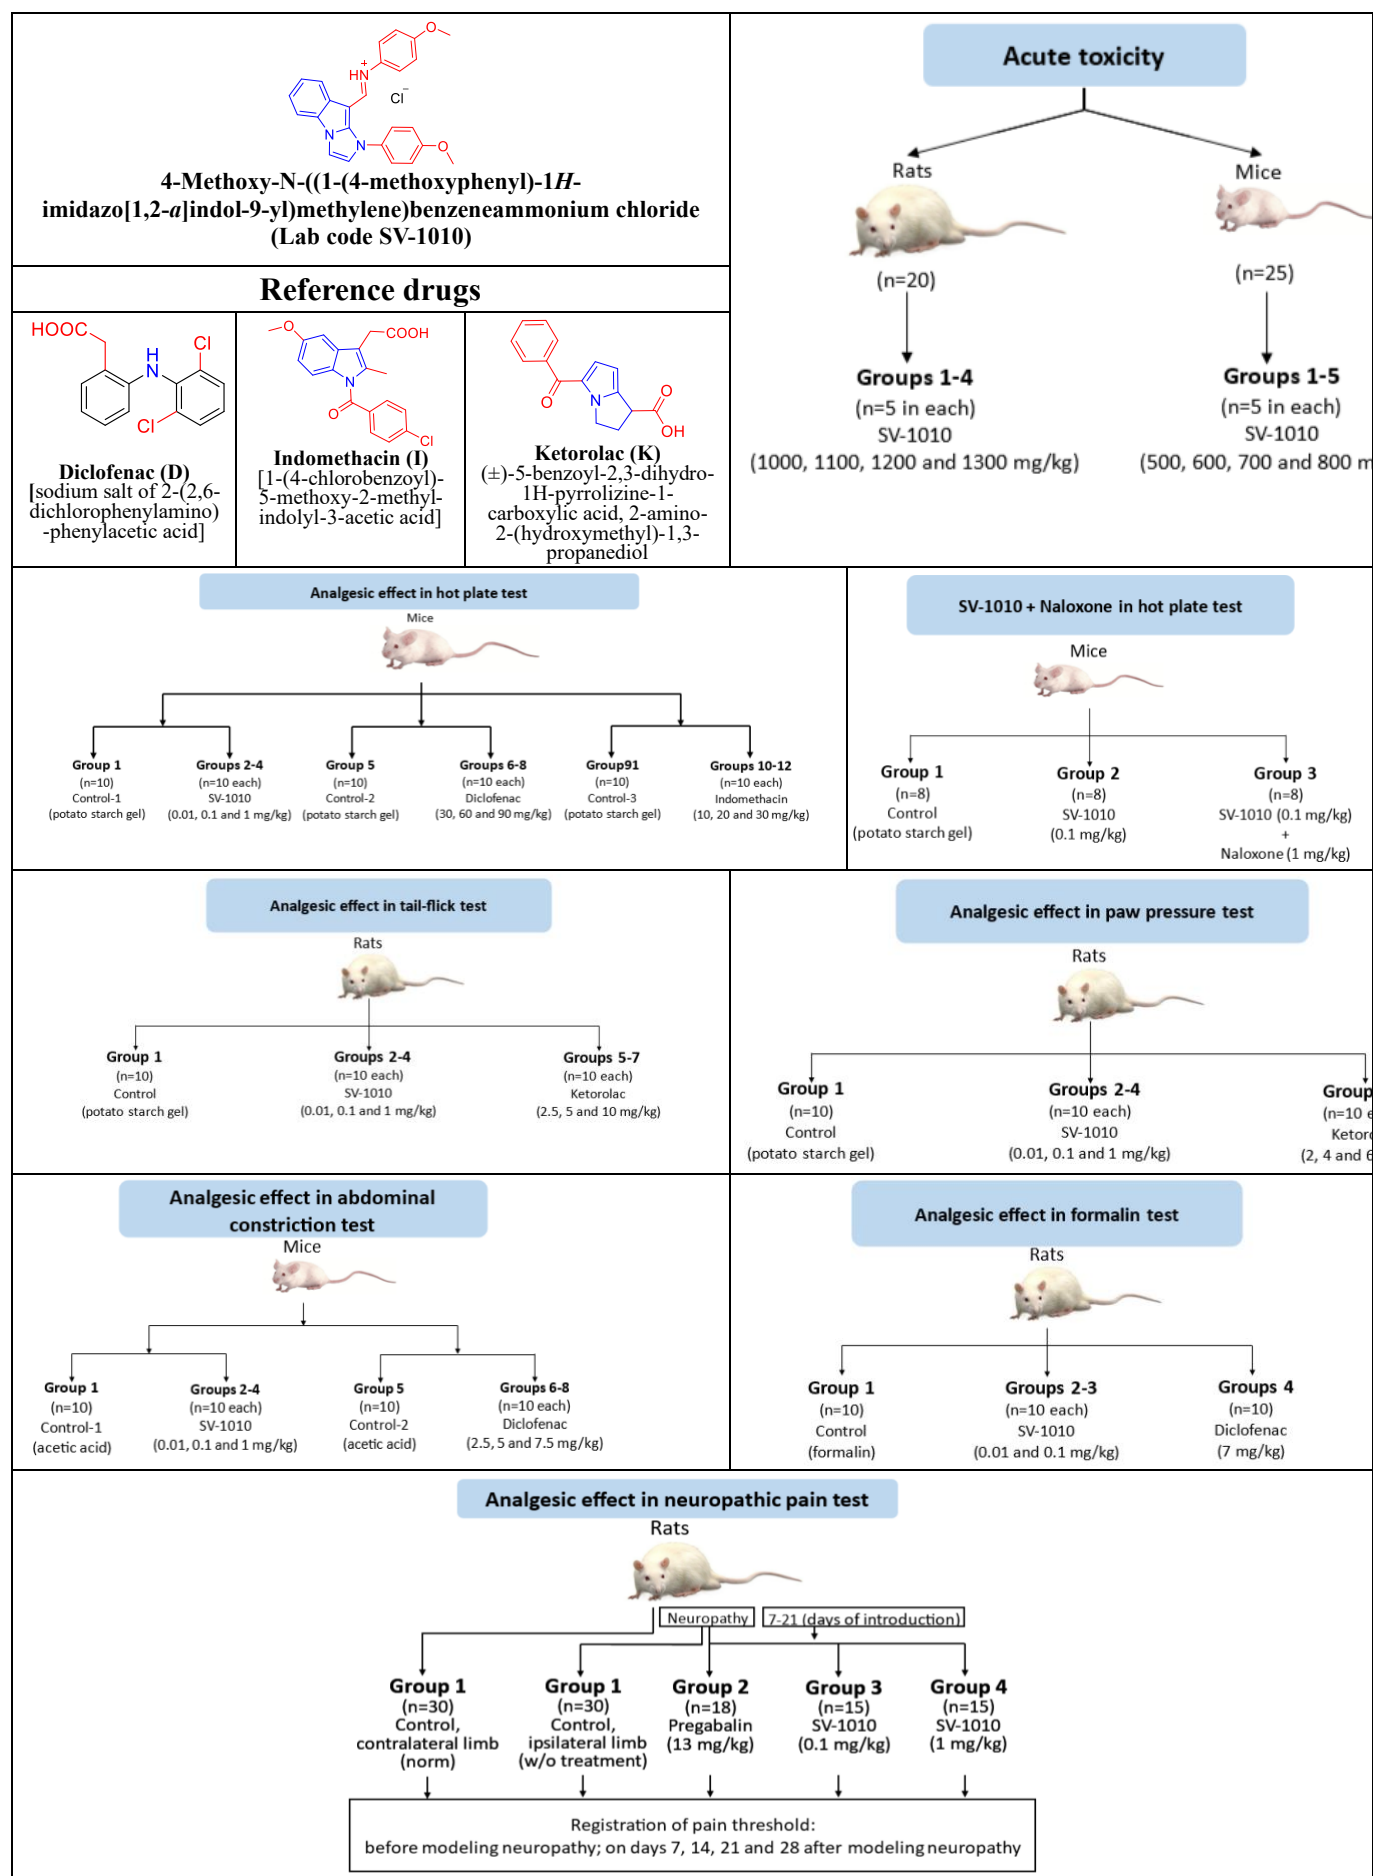 O
HN
+
Cl
−
N
N
O
4-Methoxy-N-((1-(4-methoxyphenyl)-1H-
imidazo[1,2-a]indol-9-yl)methylene)benzeneammonium chloride
(Lab code SV-1010)
Acute toxicity
Rats
(n=20)
Groups 1-4
(n=5 in each)
SV-1010
(1000, 1100, 1200 and 1300 mg/kg)
Mice
(n=25)
Groups 1-5
(n=5 in each)
SV-1010
(500, 600, 700 and 800 m
Reference drugs
HOOC
H
N
Cl
Cl
Diclofenac (D)
[sodium salt of 2-(2,6-
dichlorophenylamino)
-phenylacetic acid]
O
COOH
N
O
Cl
Indomethacin (I)
[1-(4-chlorobenzoyl)-
5-methoxy-2-methyl-
indolyl-3-acetic acid]
O
N
O
OH
Ketorolac (K)
(±)-5-benzoyl-2,3-dihydro-
1H-pyrrolizine-1-
carboxylic acid, 2-amino-
2-(hydroxymethyl)-1,3-
propanediol
Analgesic effect in hot plate test
Mice
Group 1
(n=10)
Control-1
(potato starch gel)
Groups 2-4
(n=10 each)
SV-1010
(0.01, 0.1 and 1 mg/kg)
Group 5
(n=10)
Control-2
(potato starch gel)
Groups 6-8
(n=10 each)
Diclofenac
(30, 60 and 90 mg/kg)
Group91
(n=10)
Control-3
(potato starch gel)
Groups 10-12
(n=10 each)
Indomethacin
(10, 20 and 30 mg/kg)
SV-1010 + Naloxone in hot plate test
Mice
Group 1
(n=8)
Control
(potato starch gel)
Group 2
(n=8)
SV-1010
(0.1 mg/kg)
Group 3
(n=8)
SV-1010 (0.1 mg/kg)
+
Naloxone (1 mg/kg)
Analgesic effect in tail-flick test
Rats
Group 1
(n=10)
Control
(potato starch gel)
Groups 2-4
(n=10 each)
SV-1010
(0.01, 0.1 and 1 mg/kg)
Groups 5-7
(n=10 each)
Ketorolac
(2.5, 5 and 10 mg/kg)
Analgesic effect in paw pressure test
Rats
Group 1
(n=10)
Control
(potato starch gel)
Groups 2-4
(n=10 each)
SV-1010
(0.01, 0.1 and 1 mg/kg)
Group
(n=10 e
Ketoro
(2, 4 and 6
Analgesic effect in abdominal
constriction test
Mice
Group 1
(n=10)
Control-1
(acetic acid)
Groups 2-4
(n=10 each)
SV-1010
(0.01, 0.1 and 1 mg/kg)
Group 5
(n=10)
Control-2
(acetic acid)
Groups 6-8
(n=10 each)
Diclofenac
(2.5, 5 and 7.5 mg/kg)
Analgesic effect in formalin test
Rats
Group 1
(n=10)
Control
(formalin)
Groups 2-3
(n=10 each)
SV-1010
(0.01 and 0.1 mg/kg)
Groups 4
(n=10)
Diclofenac
(7 mg/kg)
Analgesic effect in neuropathic pain test
Rats
Neuropathy
7-21 (days of introduction)
Group 1
(n=30)
Control,
contralateral limb
(norm)
Group 1
(n=30)
Control,
ipsilateral limb
(w/o treatment)
Group 2
(n=18)
Pregabalin
(13 mg/kg)
Group 3
(n=15)
SV-1010
(0.1 mg/kg)
Group 4
(n=15)
SV-1010
(1 mg/kg)
Registration of pain threshold:
before modeling neuropathy; on days 7, 14, 21 and 28 after modeling neuropathy